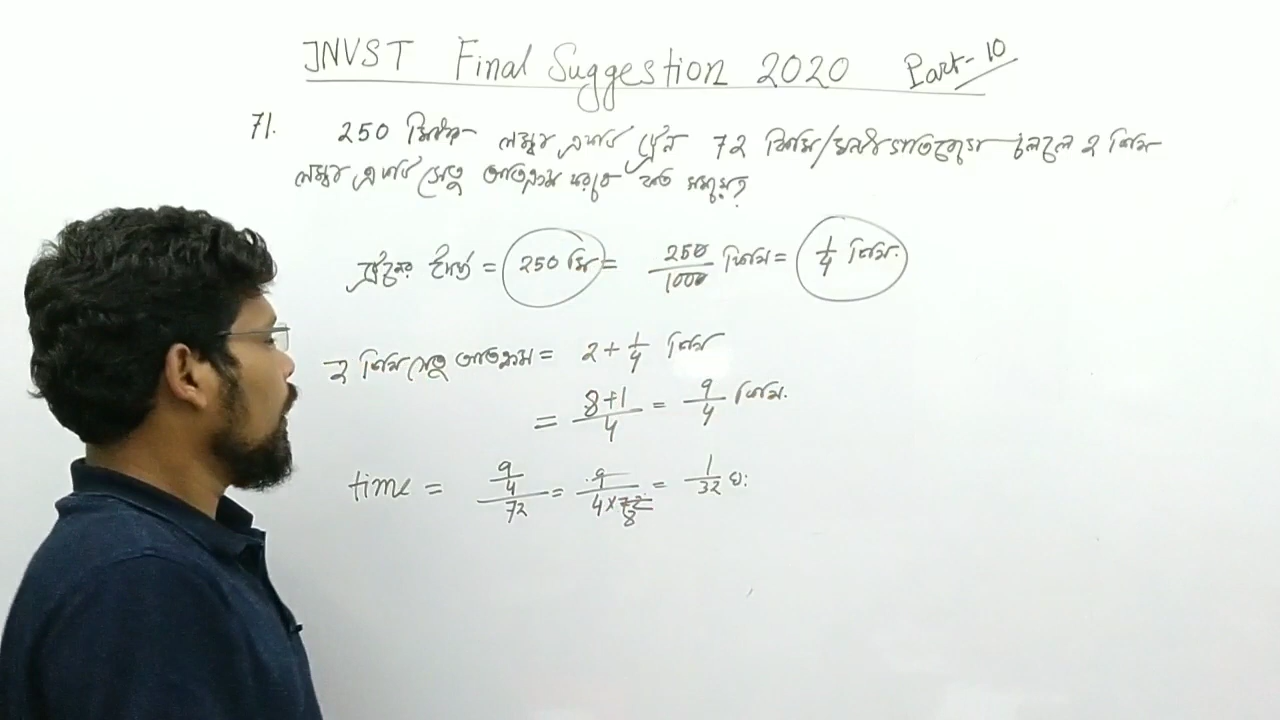 JNVST Final Suggestion 2020 Part-10
71. 250 মিটার লম্বা একটি ট্রেন 72 কিমি/ঘন্টা গতিবেগে চললে 2 কিমি
লম্বা একটি সেতু অতিক্রম করবে কত সময়ে?
ট্রেনের দৈর্ঘ্য = 250 মি = 250/1000 কিমি = 1/4 কিমি.
2 কিমি সেতু অতিক্রম = 2 + 1/4 কিমি
= 8+1/4 = 9/4 কিমি.
time = 9/4/72 = 9/4×72 8 = 1/32 ঘ: